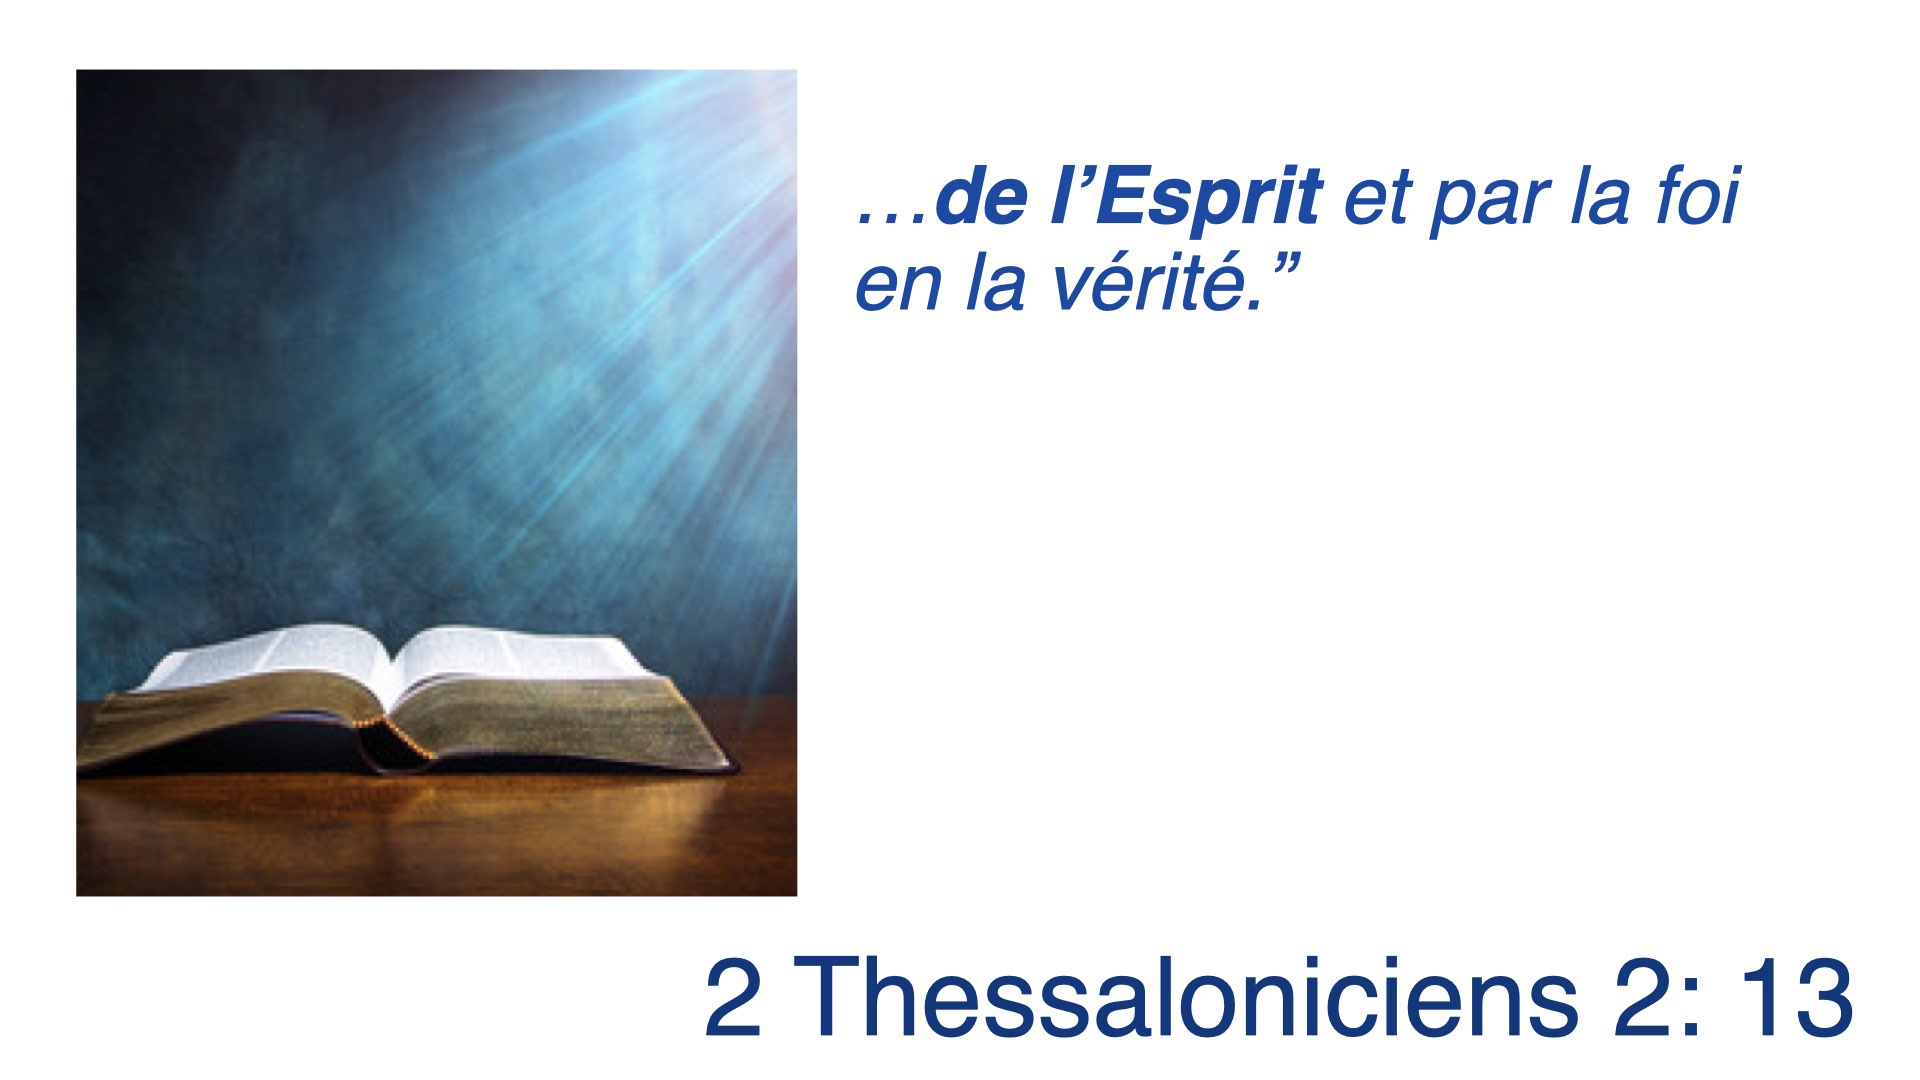 …de l’Esprit et par la foi
en la vérité.”
2 Thessaloniciens 2: 13